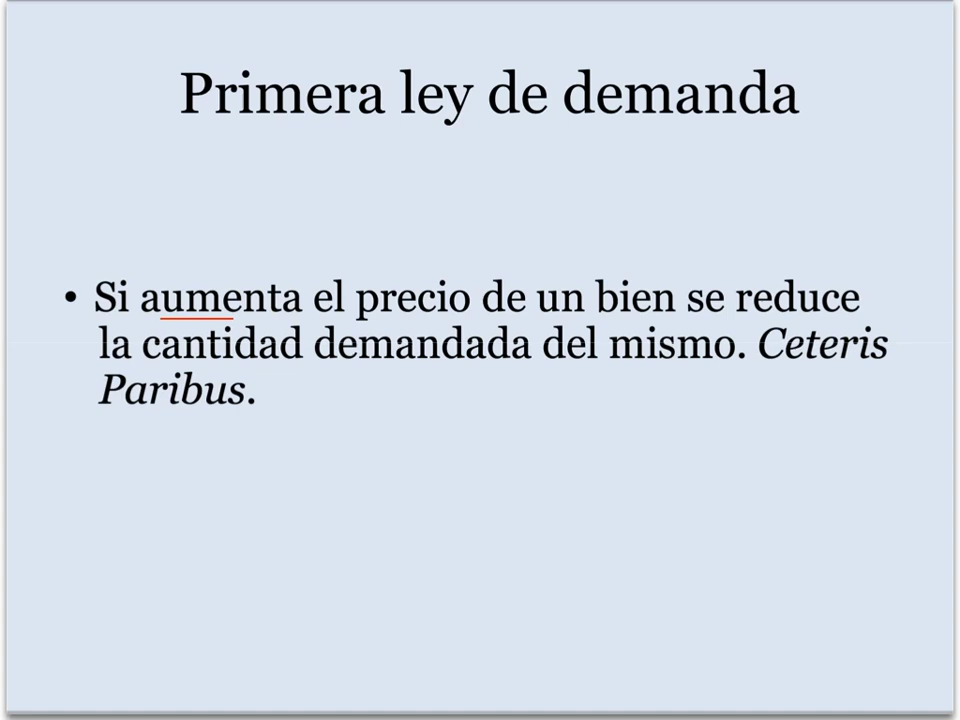 Primera ley de demanda
• Si aumenta el precio de un bien se reduce
la cantidad demandada del mismo. Ceteris
Paribus.